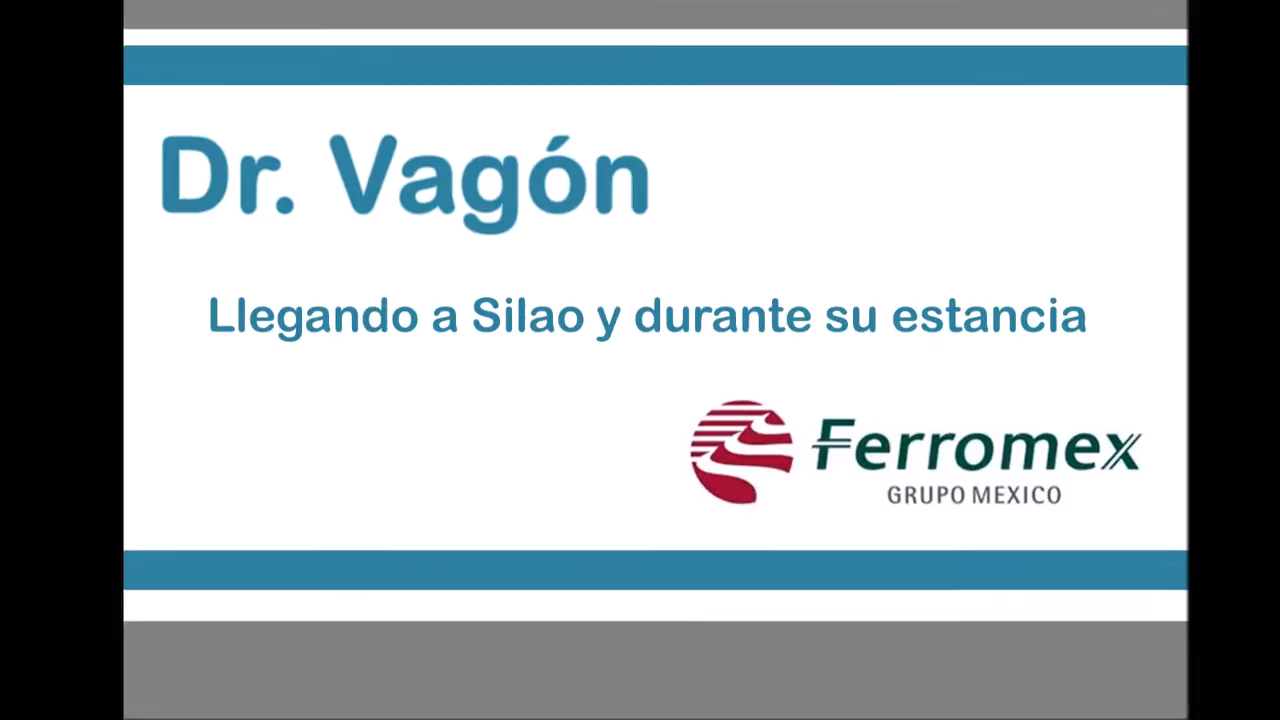 Dr. Vagón
Llegando a Silao y durante su estancia
Ferromex
GRUPO MEXICO